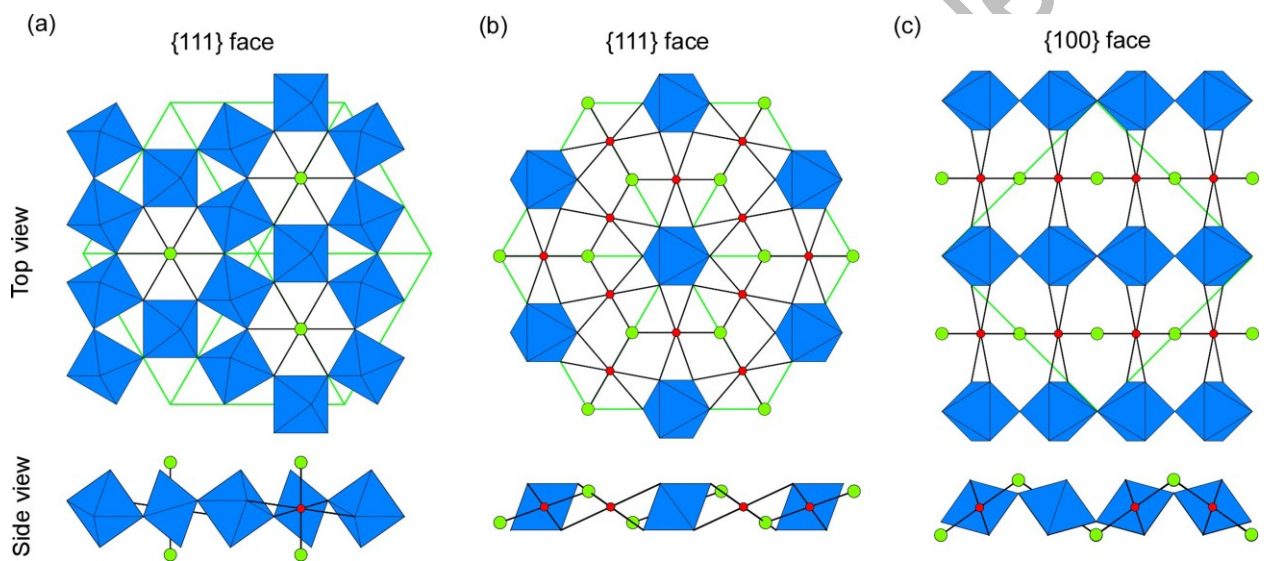 (a)
{111} face
(b)
{111} face
(c)
{100} face
Top view
Side view